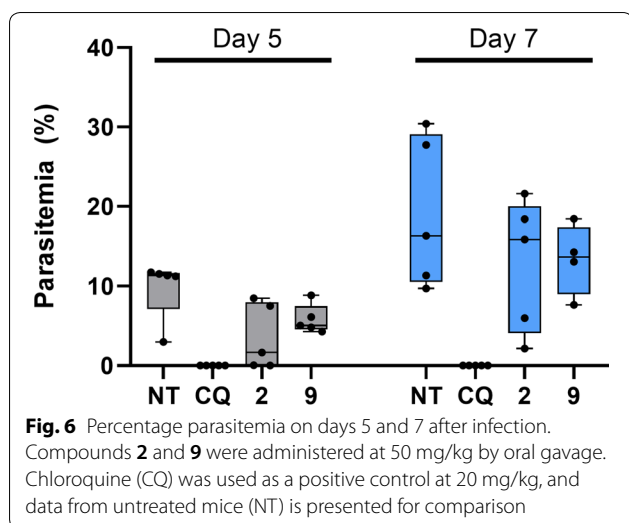 Day 5 Day 7
40
30
20
10
0
Parasitemia (%)
NT CQ 2 9 NT CQ 2 9
Fig. 6 Percentage parasitemia on days 5 and 7 after infection.
Compounds 2 and 9 were administered at 50 mg/kg by oral gavage.
Chloroquine (CQ) was used as a positive control at 20 mg/kg, and
data from untreated mice (NT) is presented for comparison